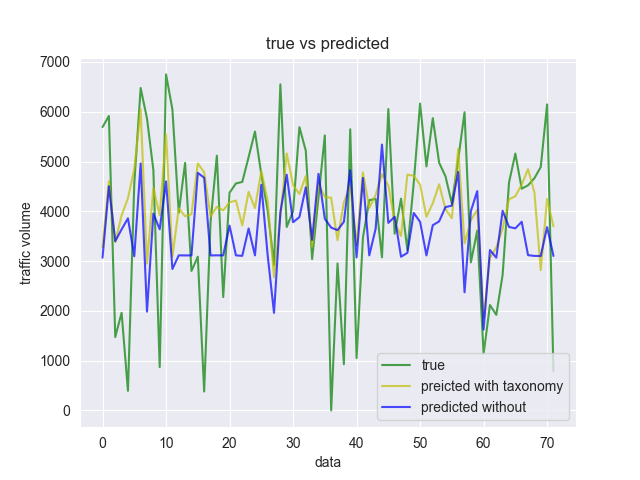 true vs predicted
7000
6000
5000
4000
3000
2000
1000
0
traffic volume
true
preicted with taxonomy
predicted without
0 10 20 30 40 50 60 70
data